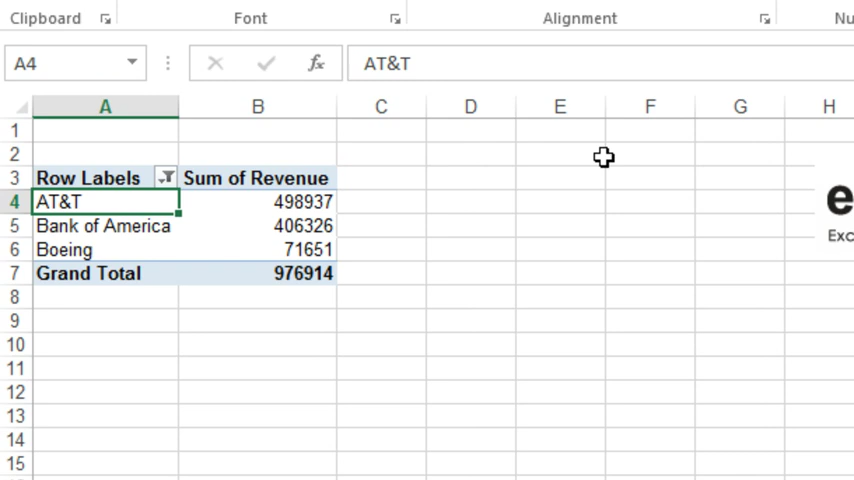 Clipboard Font Alignment Nu
A4 fx AT&T
A B C D E F G H
1
2
3 Row Labels Sum of Revenue
4 AT&T 498937
5 Bank of America 406326
6 Boeing 71651
7 Grand Total 976914
8
9
10
11
12
13
14
15
e
Exc